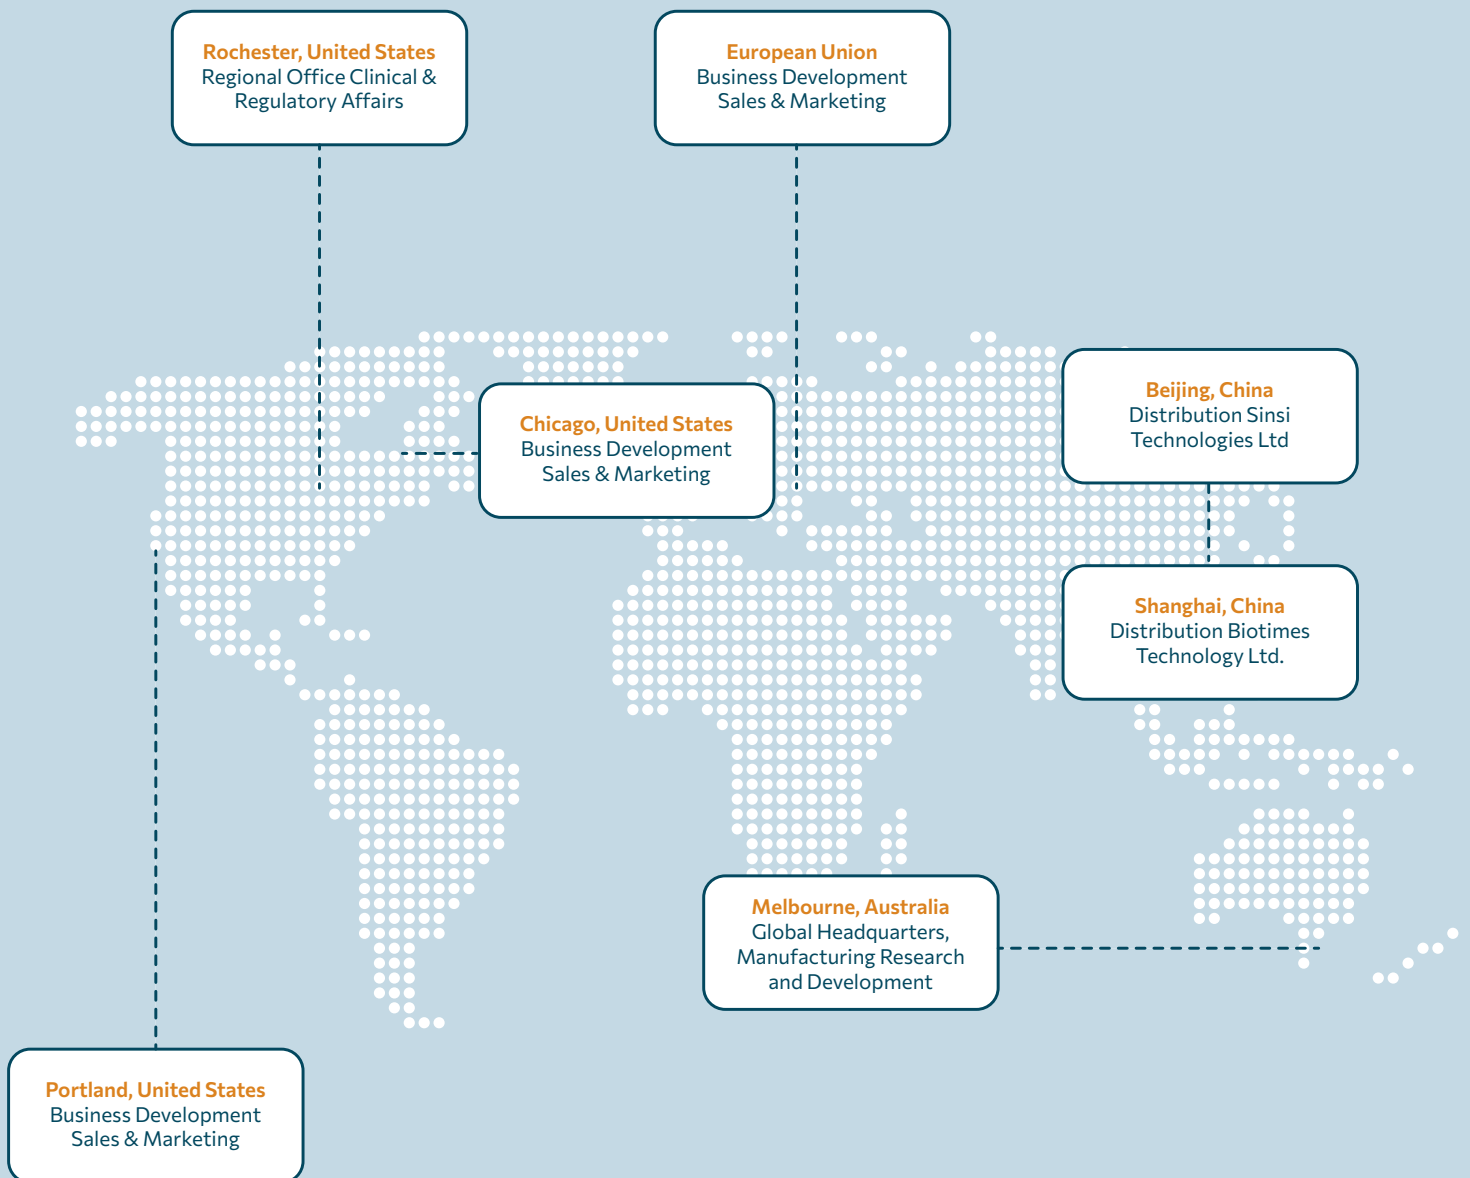 Rochester, United States
Regional Office Clinical &
Regulatory Affairs
European Union
Business Development
Sales & Marketing
Chicago, United States
Business Development
Sales & Marketing
Beijing, China
Distribution Sinsi
Technologies Ltd
Shanghai, China
Distribution Biotimes
Technology Ltd.
Melbourne, Australia
Global Headquarters,
Manufacturing Research
and Development
Portland, United States
Business Development
Sales & Marketing